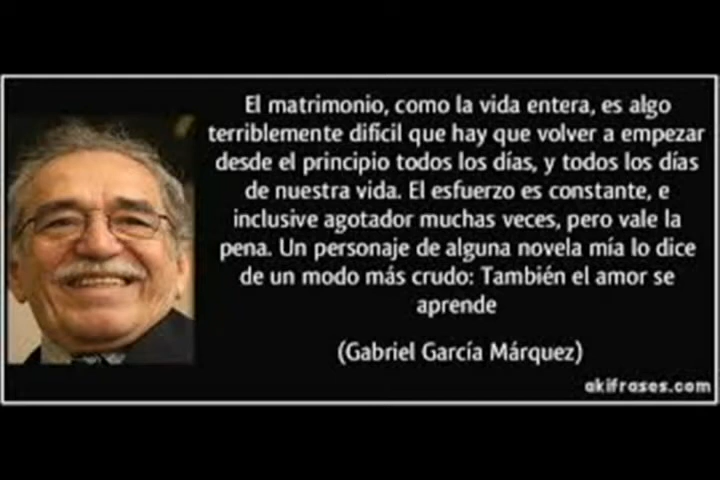 El matrimonio, como la vida entera, es algo
terriblemente difícil que hay que volver a empezar
desde el principio todos los días, y todos los días
de nuestra vida. El esfuerzo es constante, e
inclusive agotador muchas veces, pero vale la
pena. Un personaje de alguna novela mía lo dice
de un modo más crudo: También el amor se
aprende
(Gabriel García Márquez)
akifrases.com